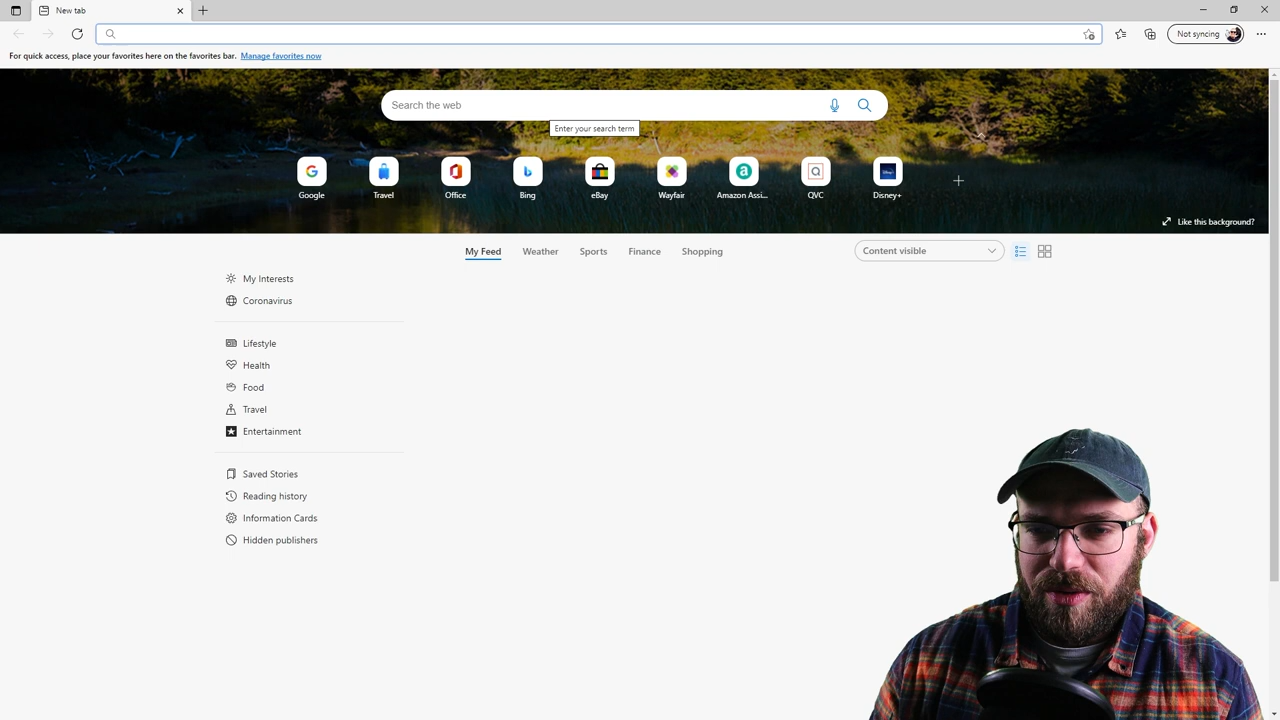 New tab
Not syncing
For quick access, place your favorites here on the favorites bar. Manage favorites now
Search the web
Enter your search term
Google Travel Office Bing eBay Wayfair Amazon Assi... QVC Disney+
Like this background?
My Feed Weather Sports Finance Shopping Content visible
My Interests
Coronavirus
Lifestyle
Health
Food
Travel
Entertainment
Saved Stories
Reading history
Information Cards
Hidden publishers